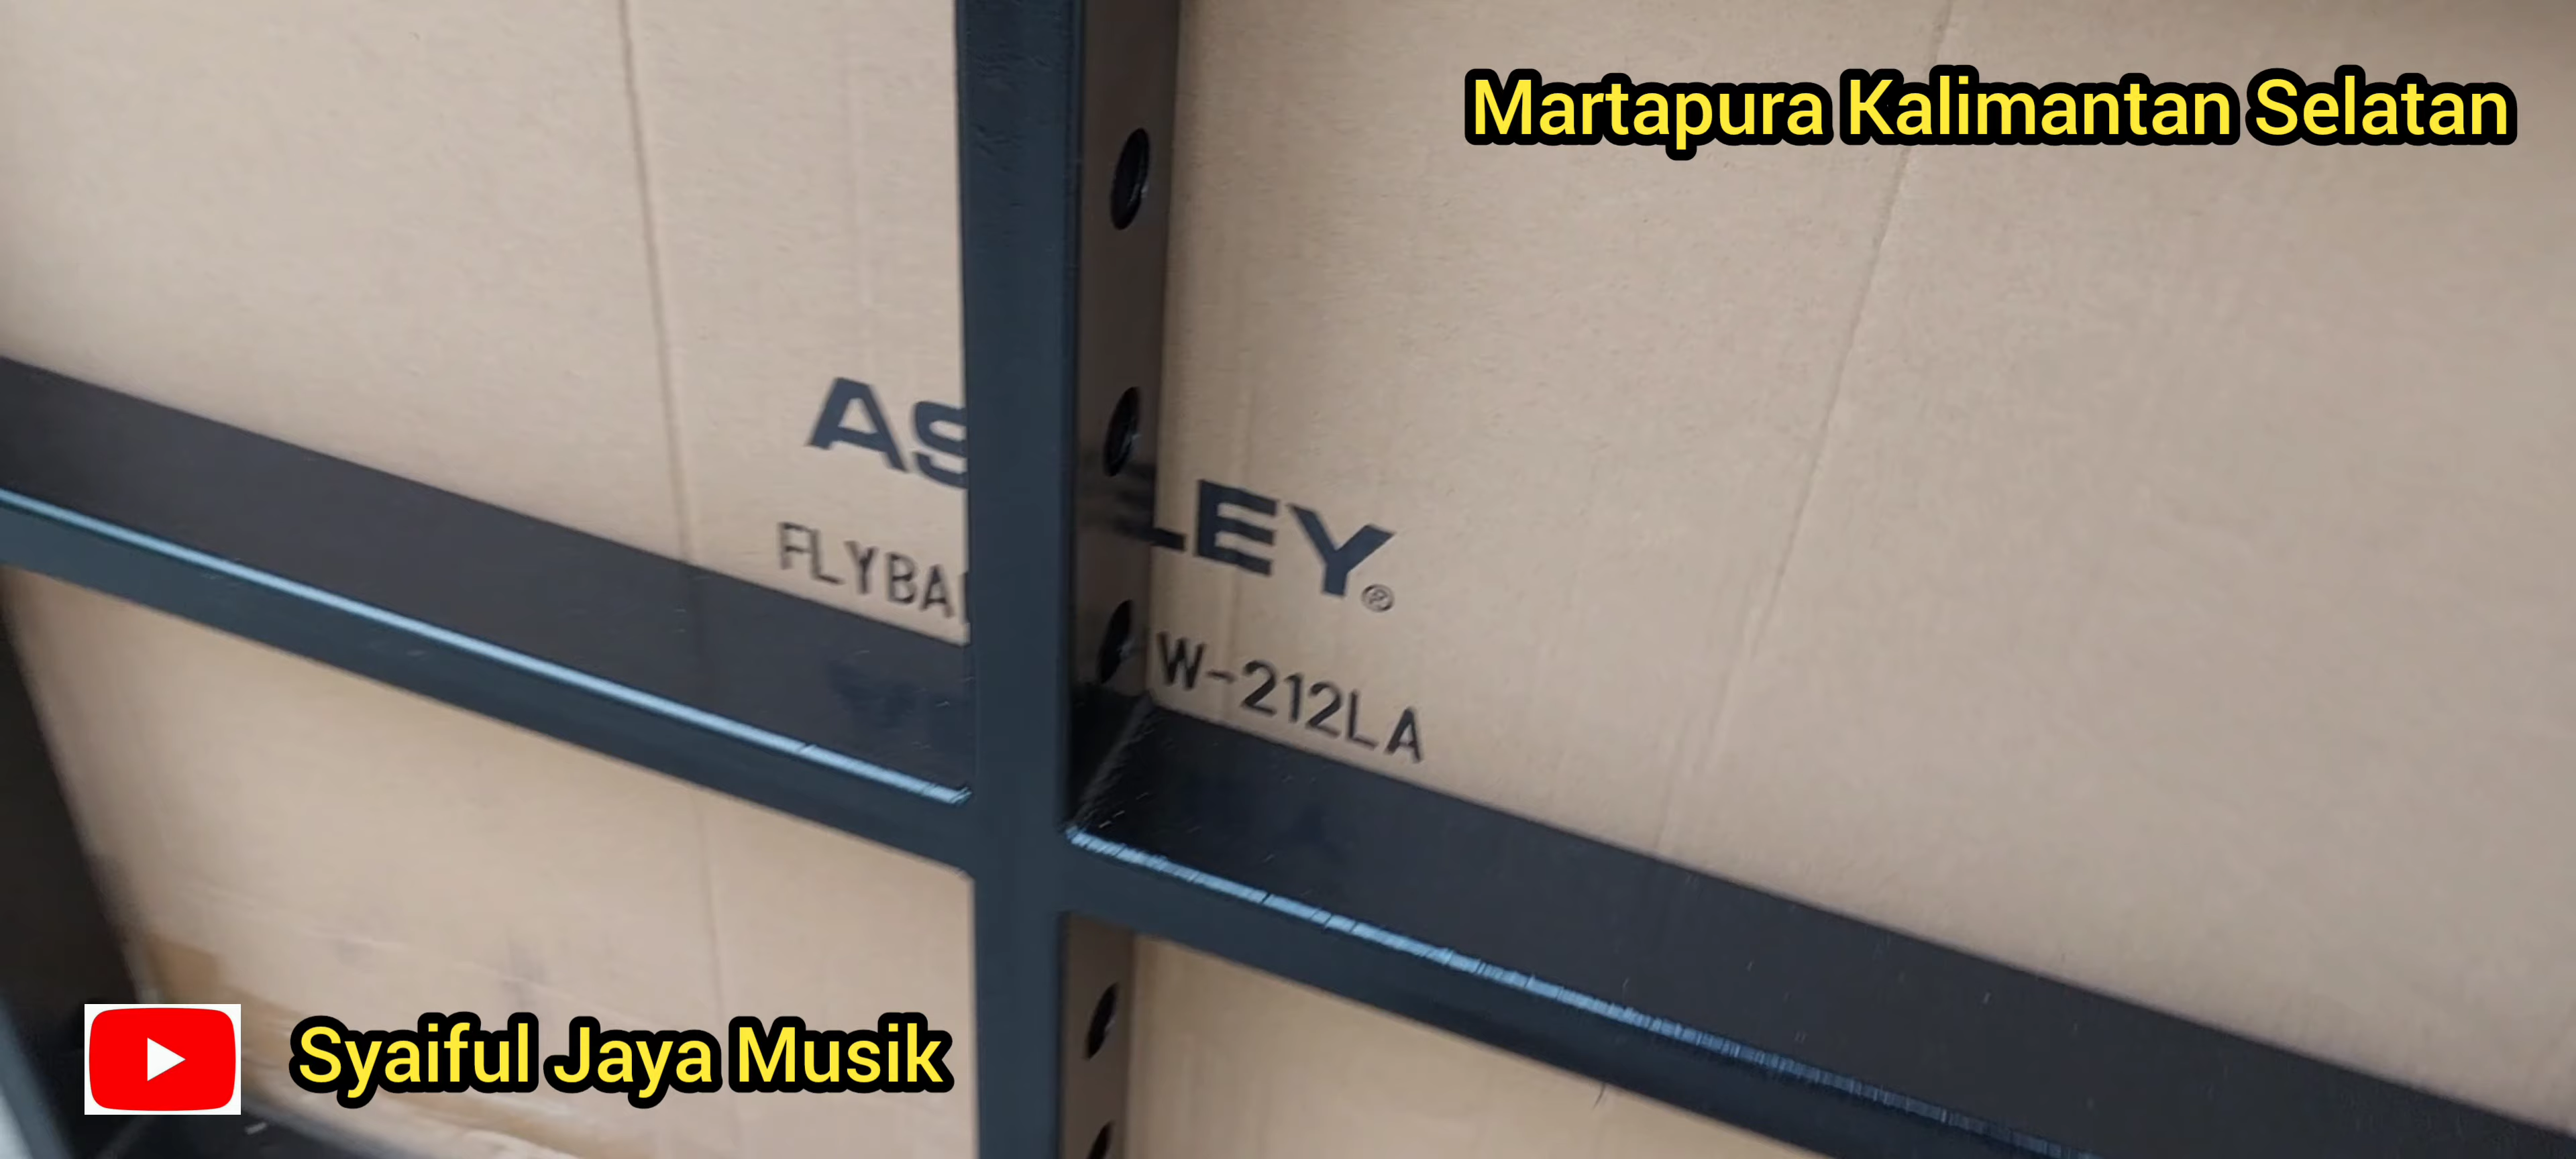 Martapura Kalimantan Selatan
AS LEY®
FLYBA W-212LA
Syaiful Jaya Musik